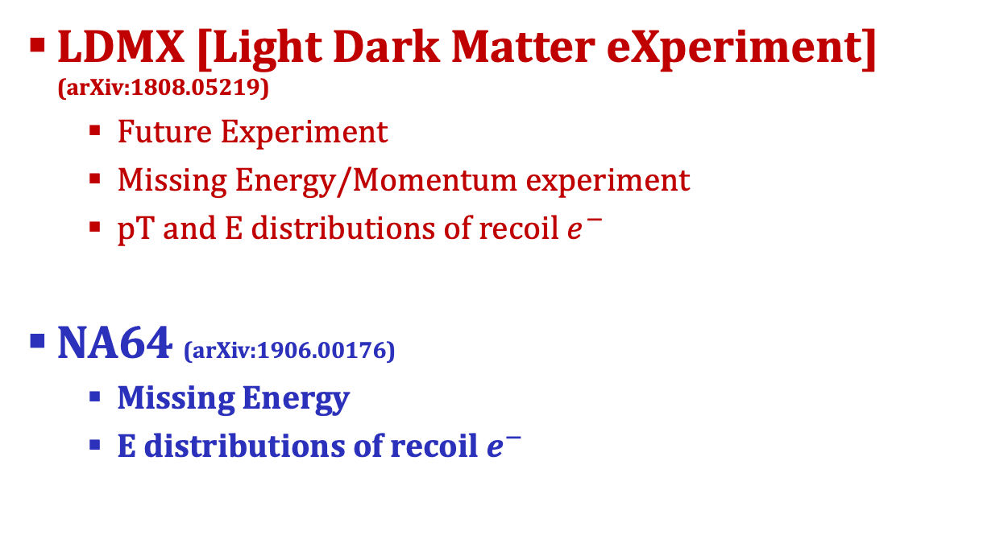 ▪ LDMX [Light Dark Matter eXperiment]
(arXiv:1808.05219)
▪ Future Experiment
▪ Missing Energy/Momentum experiment
▪ pT and E distributions of recoil e⁻
▪ NA64 (arXiv:1906.00176)
▪ Missing Energy
▪ E distributions of recoil e⁻